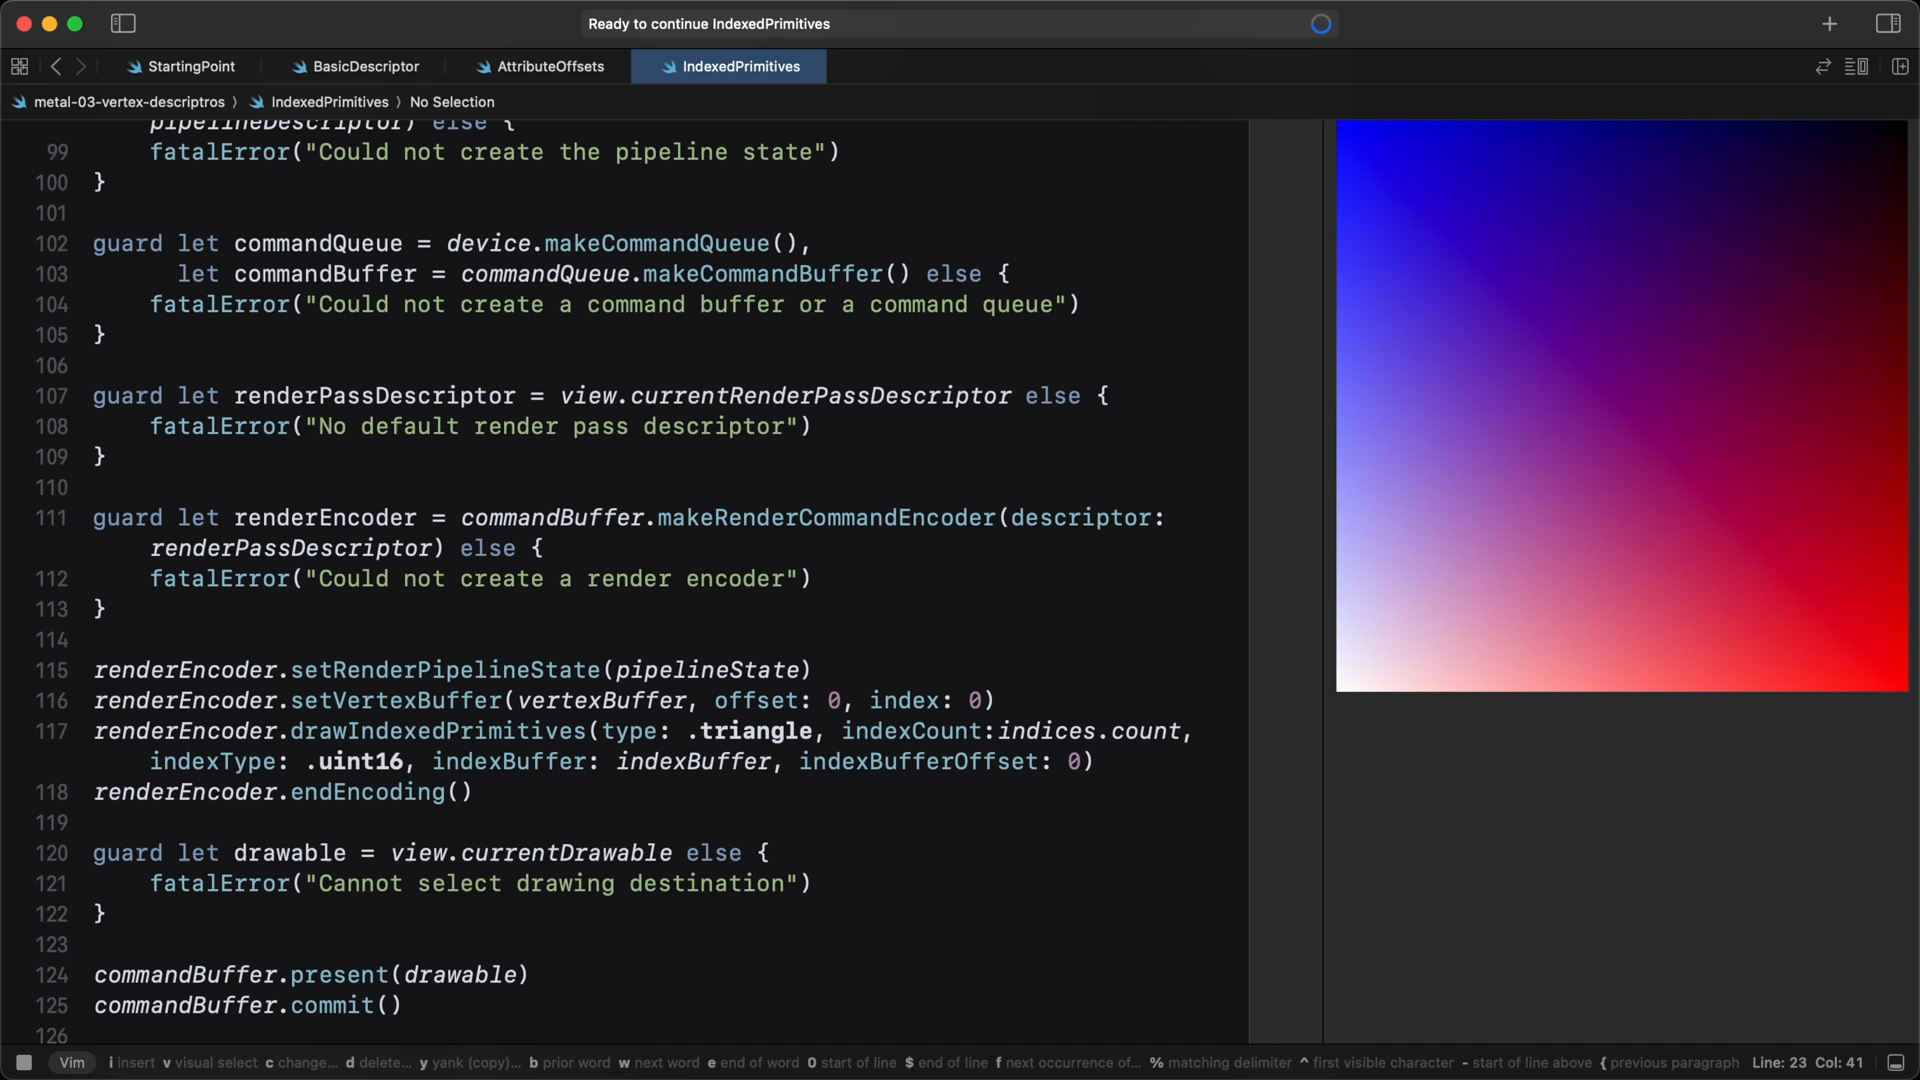 Ready to continue IndexedPrimitives
StartingPoint
BasicDescriptor
AttributeOffsets
IndexedPrimitives
metal-03-vertex-descriptros 〉 IndexedPrimitives 〉 No Selection
pipelineDescriptor) else {
99 fatalError("Could not create the pipeline state")
100 }
101
102 guard let commandQueue = device.makeCommandQueue(),
103 let commandBuffer = commandQueue.makeCommandBuffer() else {
104 fatalError("Could not create a command buffer or a command queue")
105 }
106
107 guard let renderPassDescriptor = view.currentRenderPassDescriptor else {
108 fatalError("No default render pass descriptor")
109 }
110
111 guard let renderEncoder = commandBuffer.makeRenderCommandEncoder(descriptor:
renderPassDescriptor) else {
112 fatalError("Could not create a render encoder")
113 }
114
115 renderEncoder.setRenderPipelineState(pipelineState)
116 renderEncoder.setVertexBuffer(vertexBuffer, offset: 0, index: 0)
117 renderEncoder.drawIndexedPrimitives(type: .triangle, indexCount:indices.count,
indexType: .uint16, indexBuffer: indexBuffer, indexBufferOffset: 0)
118 renderEncoder.endEncoding()
119
120 guard let drawable = view.currentDrawable else {
121 fatalError("Cannot select drawing destination")
122 }
123
124 commandBuffer.present(drawable)
125 commandBuffer.commit()
126
Vim i insert v visual select c change... d delete... y yank (copy)... b prior word w next word e end of word 0 start of line $ end of line f next occurrence of... % matching delimiter ^ first visible character - start of line above { previous paragraph Line: 23 Col: 41